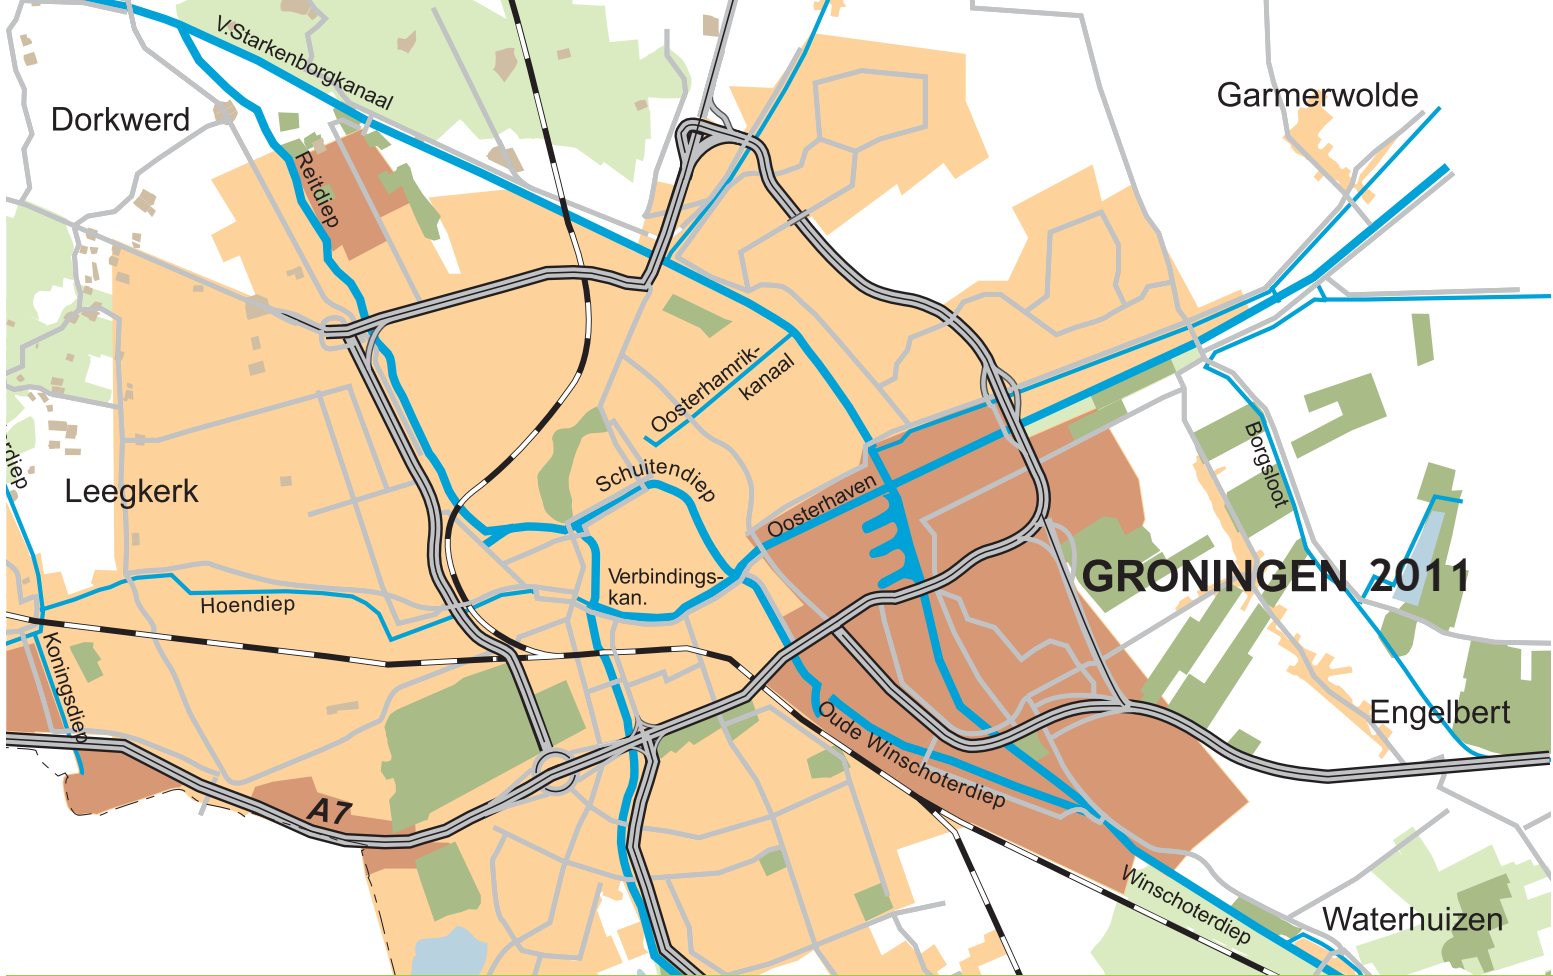 V.Starkenborgkanaal
Garmerwolde
Dorkwerd
Reitdiep
Oosterhamrik-
kanaal
rdiep
Leegkerk
Schuitendiep
Oosterhaven
Borgsloot
GRONINGEN 2011
Verbindings-
kan.
Hoendiep
Koningsdiep
Engelbert
Oude Winschoterdiep
A7
Winschoterdiep
Waterhuizen